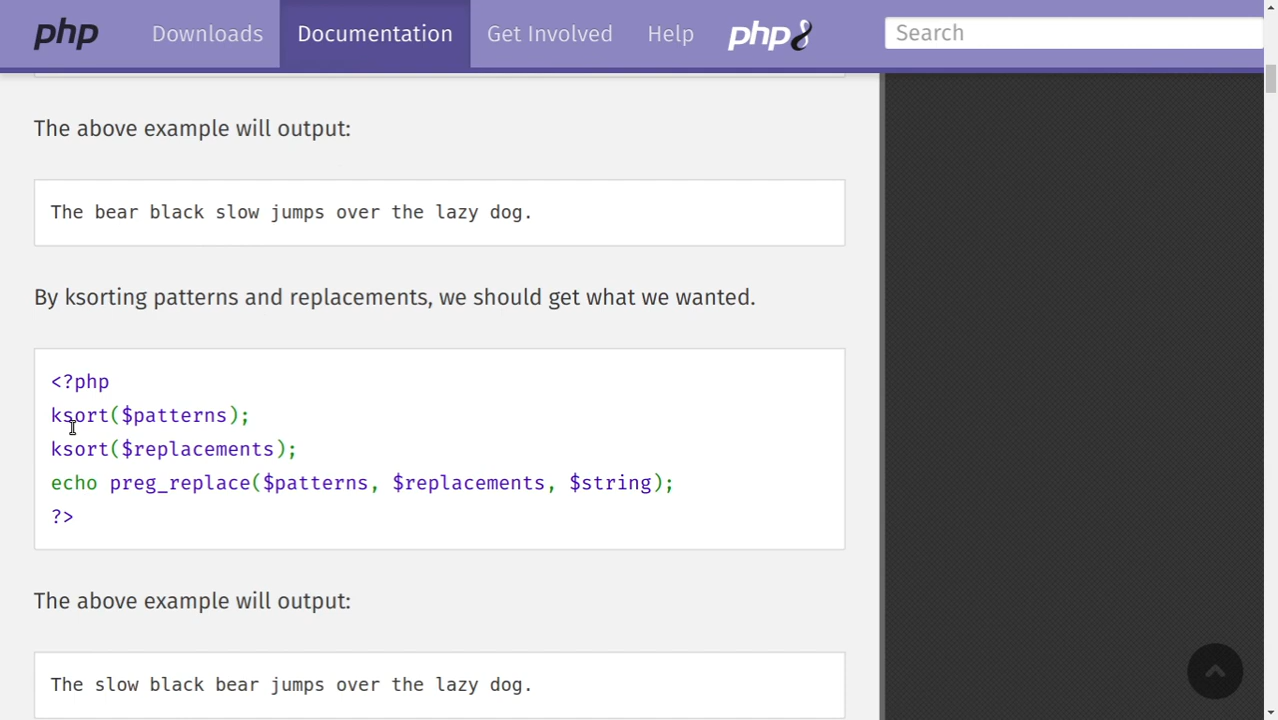 php Downloads Documentation Get Involved Help php8 Search
The above example will output:
The bear black slow jumps over the lazy dog.
By ksorting patterns and replacements, we should get what we wanted.
<?php
ksort($patterns);
ksort($replacements);
echo preg_replace($patterns, $replacements, $string);
?>
The above example will output:
The slow black bear jumps over the lazy dog.